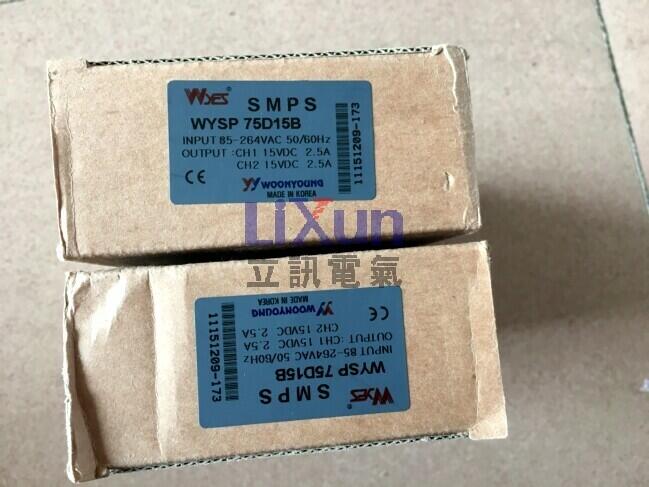 WYES SMPS
WYSP 75D15B
INPUT 85-264VAC 50/60Hz
OUTPUT :CH1 15VDC 2.5A
CH2 15VDC 2.5A
CE WOONYOUNG
MADE IN KOREA
11151209-173
LiXun
立訊電氣
WYES SMPS
WYSP 75D15B
INPUT 85-264VAC 50/60Hz
OUTPUT :CH1 15VDC 2.5A
CH2 15VDC 2.5A
WOONYOUNG
MADE IN KOREA
11151209-173